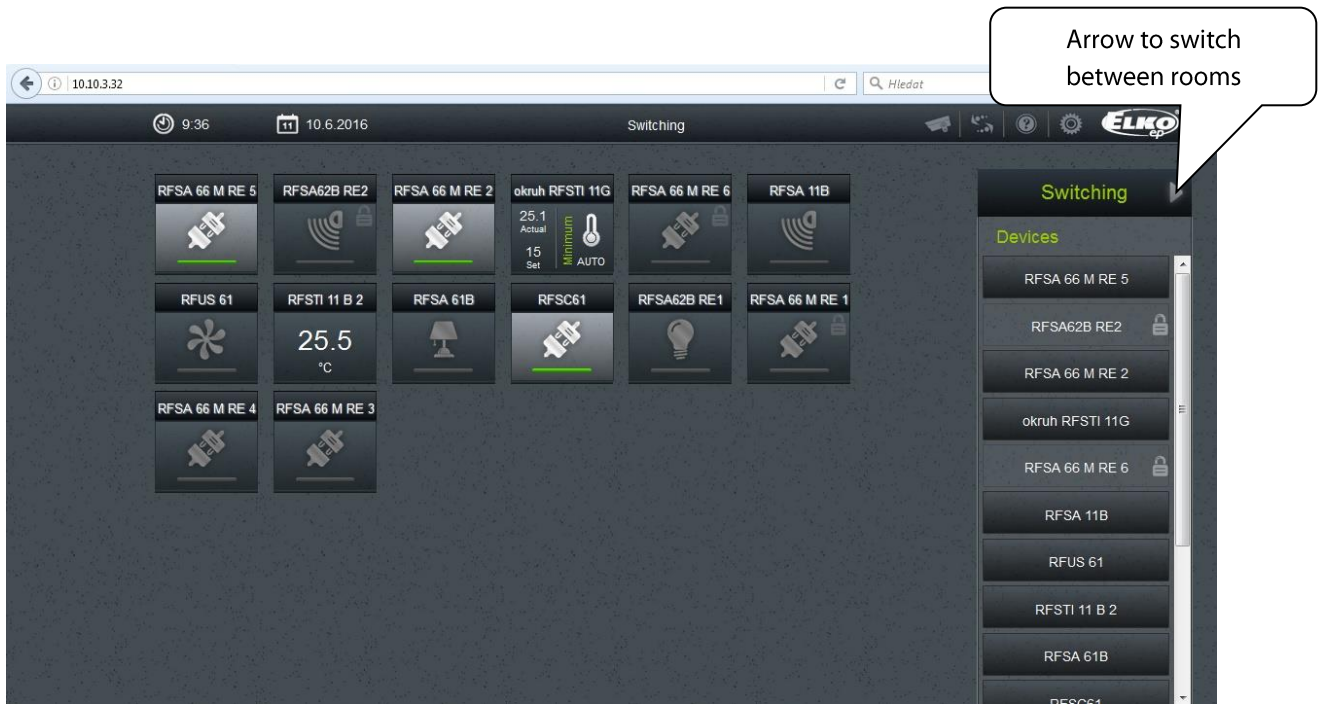 Arrow to switch
between rooms
10.10.3.32
Hledat
9:36
11
10.6.2016
Switching
ELKO
ep
RFSA 66 M RE 5
RFSA62B RE2
RFSA 66 M RE 2
okruh RFSTI 11G
RFSA 66 M RE 6
RFSA 11B
25.1
Actual
15
Set
Minimum
AUTO
RFUS 61
RFSTI 11 B 2
RFSA 61B
RFSC61
RFSA62B RE1
RFSA 66 M RE 1
25.5
°C
RFSA 66 M RE 4
RFSA 66 M RE 3
Switching
Devices
RFSA 66 M RE 5
RFSA62B RE2
RFSA 66 M RE 2
okruh RFSTI 11G
RFSA 66 M RE 6
RFSA 11B
RFUS 61
RFSTI 11 B 2
RFSA 61B
RFSC61